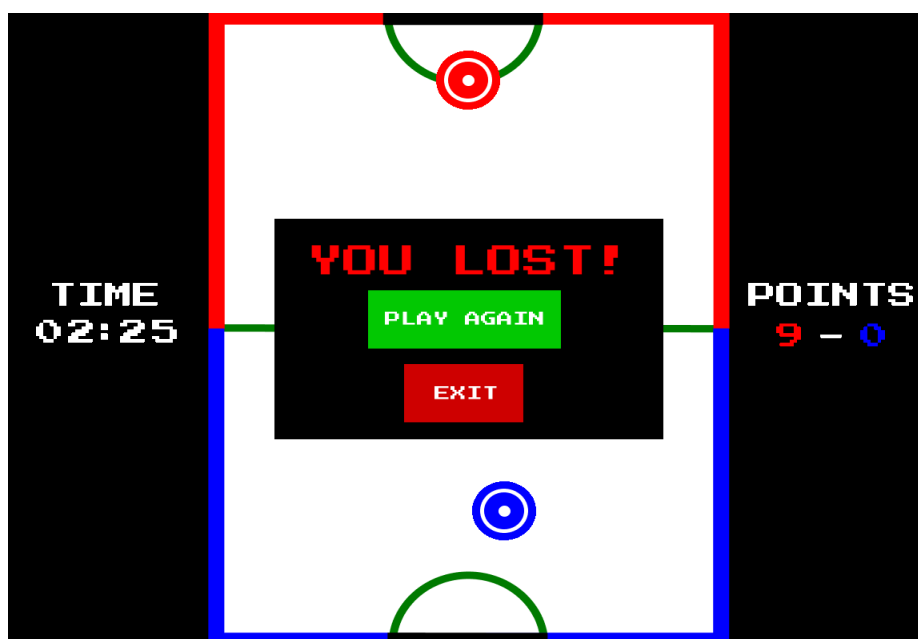 YOU LOST!
TIME
02:25
PLAY AGAIN
EXIT
POINTS
9 - 0